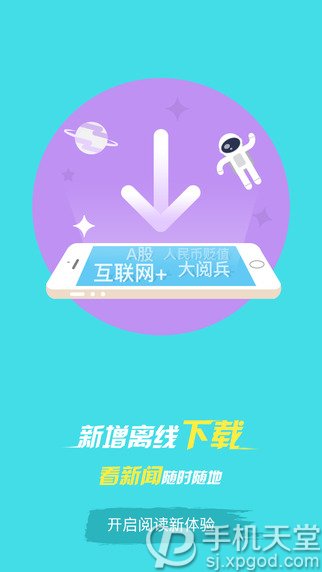 A股 人民币贬值
互联网+ 大阅兵
新增离线下载
看新闻随时随地
开启阅读新体验
手机天堂
sj.xpgod.com